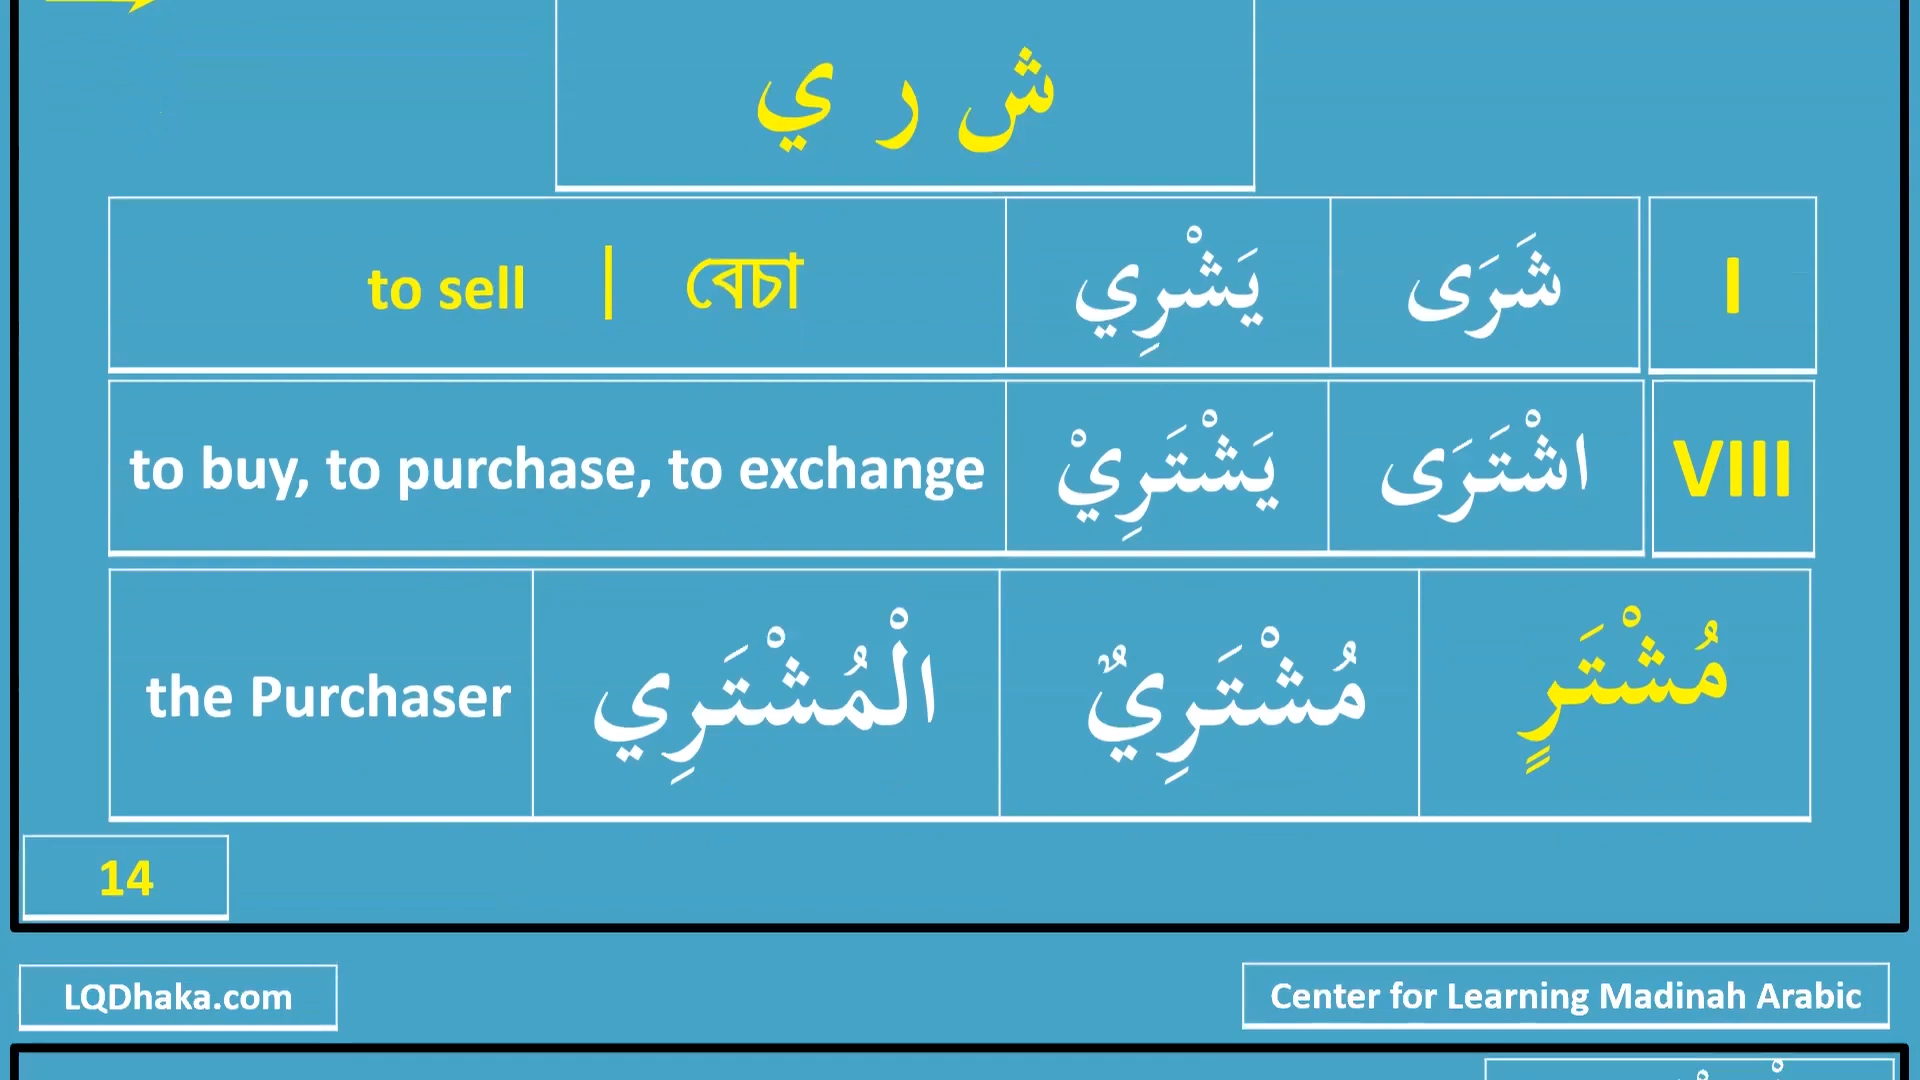 ش ر ي
I شَرَى يَشْرِي to sell | বেচা
VIII اشْتَرَى يَشْتَرِيْ to buy, to purchase, to exchange
مُشْتَرٍ مُشْتَرِيٌ الْمُشْتَرِي the Purchaser
14
LQDhaka.com
Center for Learning Madinah Arabic